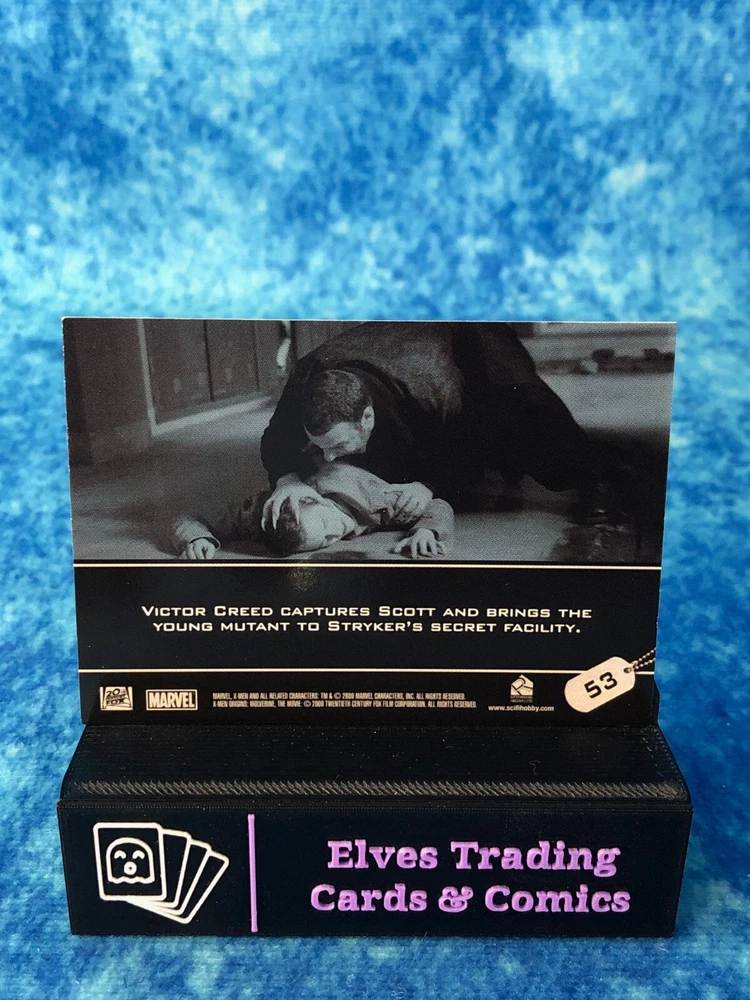 VICTOR CREED CAPTURES SCOTT AND BRINGS THE
YOUNG MUTANT TO STRYKER'S SECRET FACILITY.
20
FOX
MARVEL
MARVEL, X-MEN AND ALL RELATED CHARACTERS: TM & © 2009 MARVEL CHARACTERS, INC. ALL RIGHTS RESERVED.
X-MEN ORIGINS: WOLVERINE, THE MOVIE: © 2009 TWENTIETH CENTURY FOX FILM CORPORATION. ALL RIGHTS RESERVED.
www.scifihobby.com
53
Elves Trading
Cards & Comics